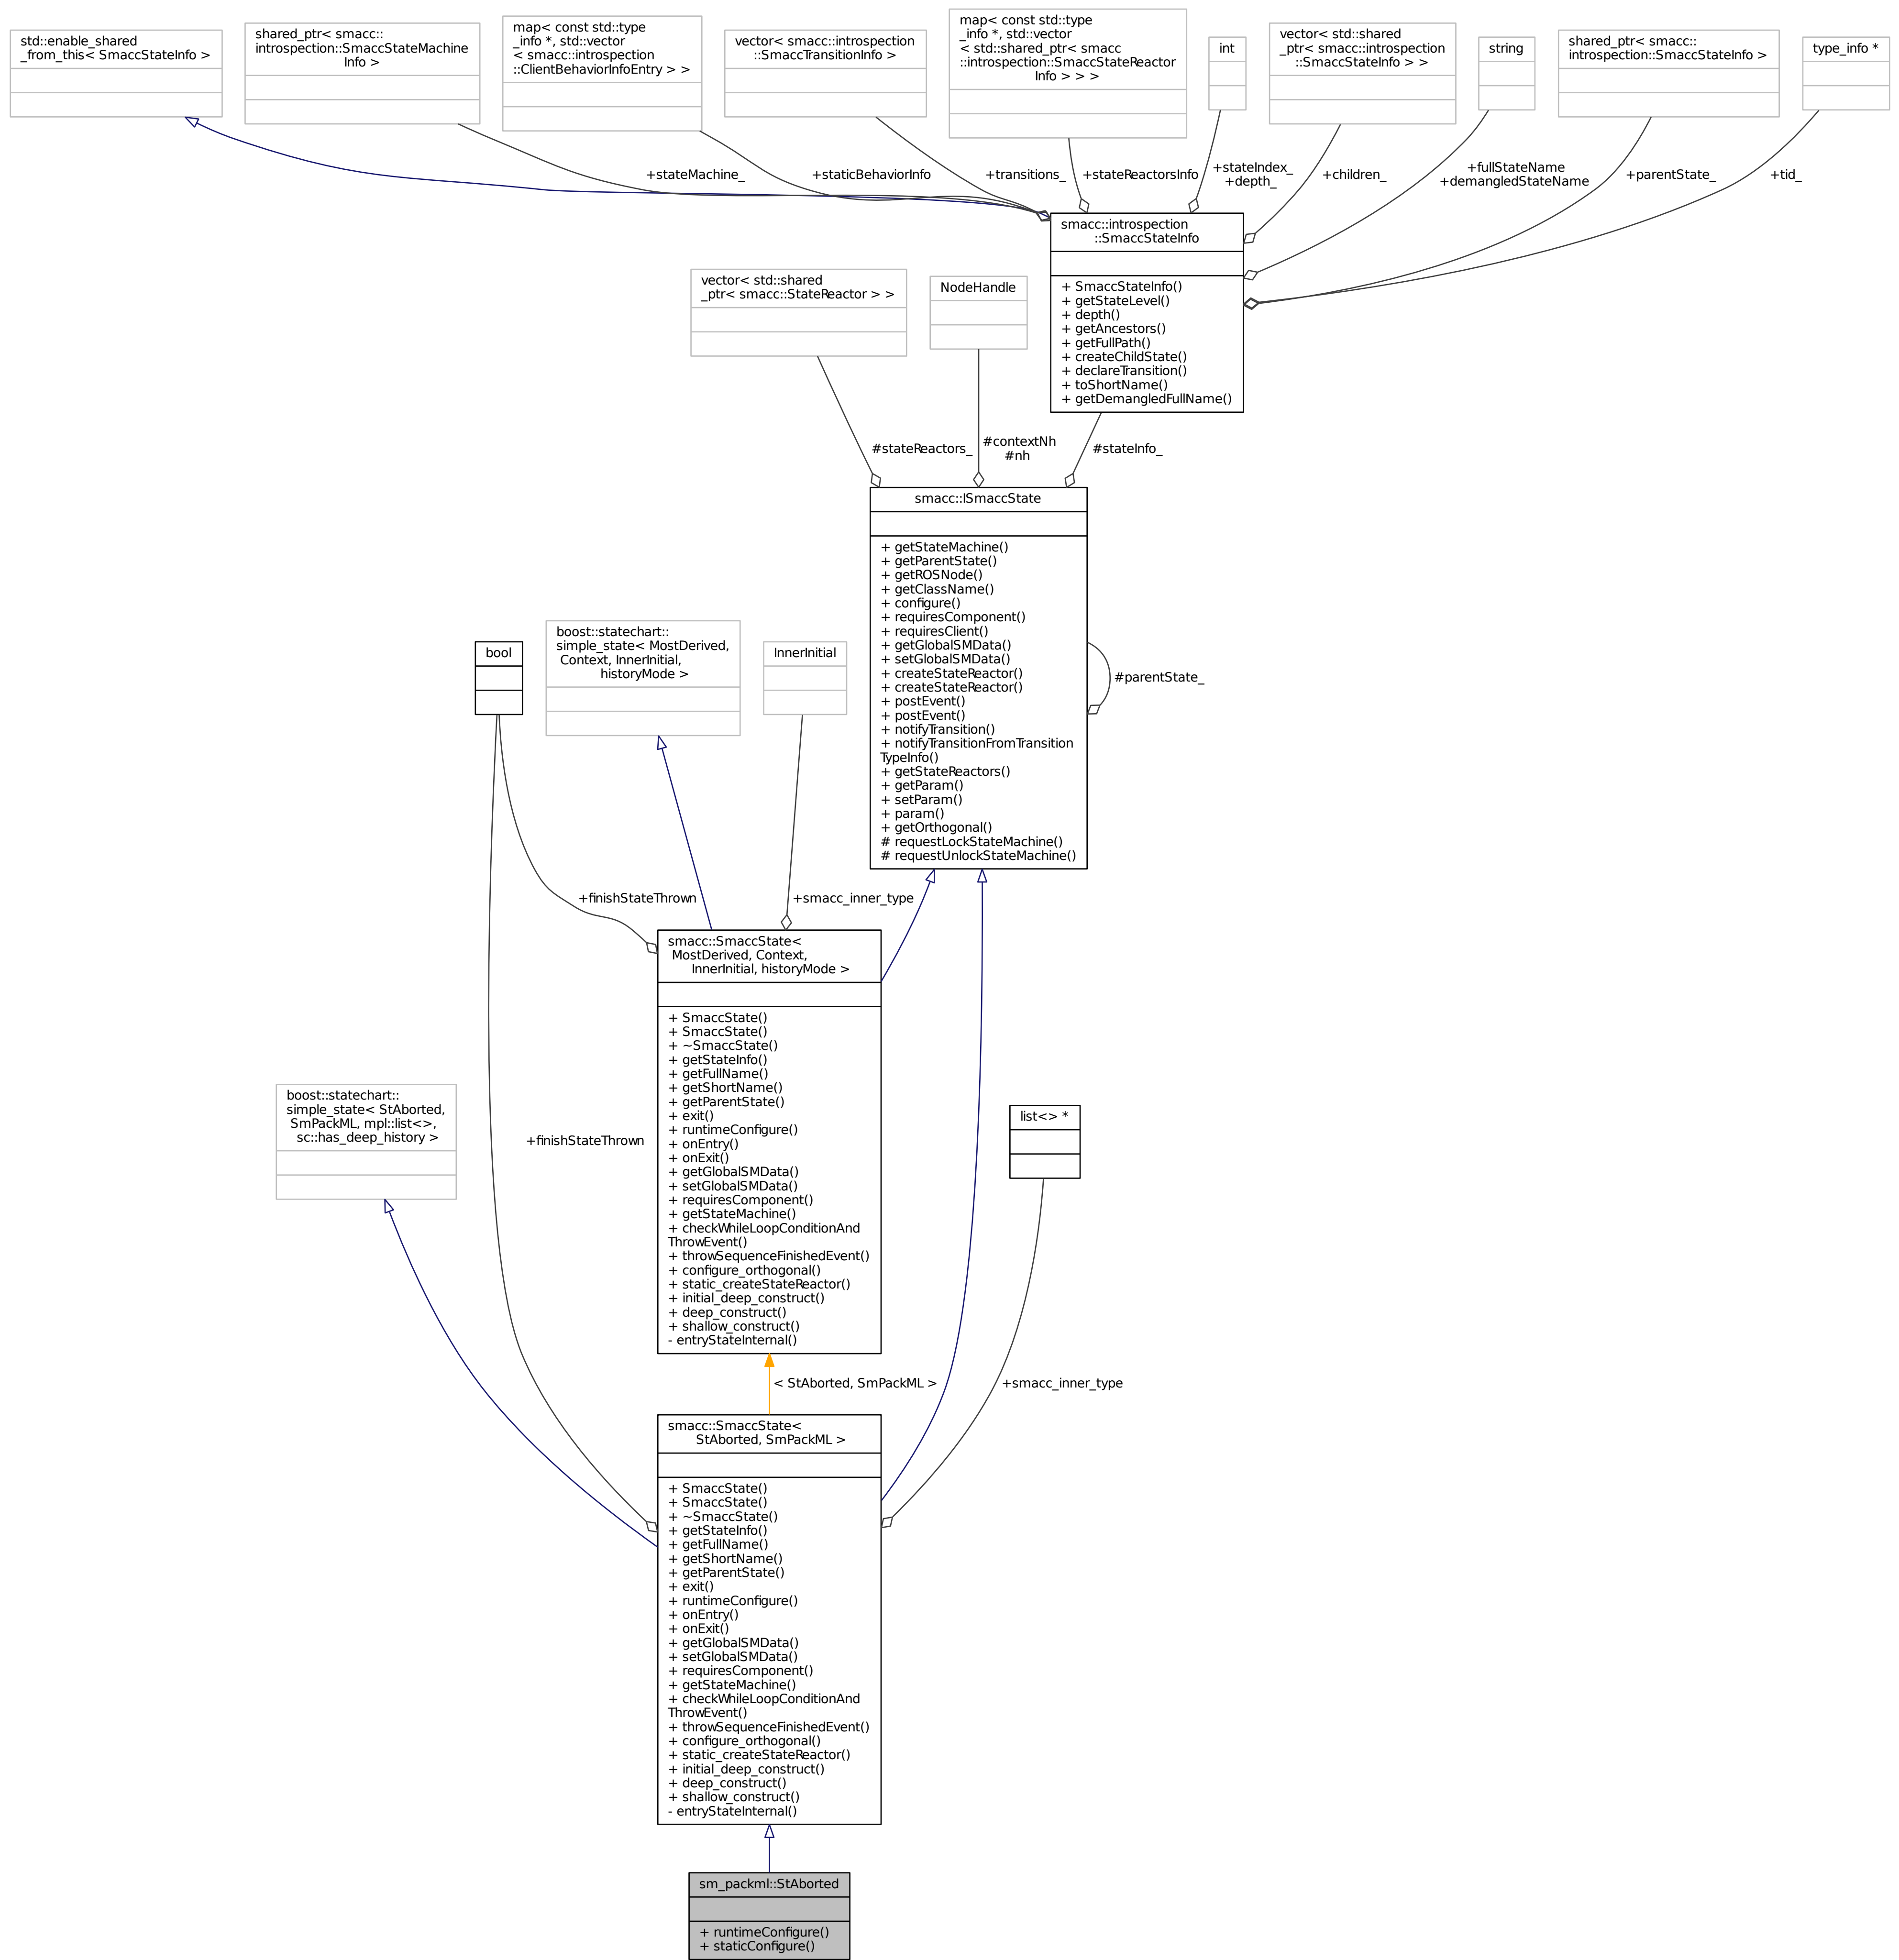 std::enable_shared
_from_this< SmaccStateInfo >
shared_ptr< smacc::
introspection::SmaccStateMachine
Info >
map< const std::type
_info *, std::vector
< smacc::introspection
::ClientBehaviorInfoEntry > >
vector< smacc::introspection
::SmaccTransitionInfo >
map< const std::type
_info *, std::vector
< std::shared_ptr< smacc
::introspection::SmaccStateReactor
Info > > >
int
vector< std::shared
_ptr< smacc::introspection
::SmaccStateInfo > >
string
shared_ptr< smacc::
introspection::SmaccStateInfo >
type_info *
+stateMachine_
+staticBehaviorInfo
+transitions_
+stateReactorsInfo
+stateIndex_
+depth_
+children_
+fullStateName
+demangledStateName
+parentState_
+tid_
smacc::introspection
::SmaccStateInfo
+ SmaccStateInfo()
+ getStateLevel()
+ depth()
+ getAncestors()
+ getFullPath()
+ createChildState()
+ declareTransition()
+ toShortName()
+ getDemangledFullName()
vector< std::shared
_ptr< smacc::StateReactor > >
NodeHandle
#stateReactors_
#contextNh
#nh
#stateInfo_
smacc::ISmaccState
+ getStateMachine()
+ getParentState()
+ getROSNode()
+ getClassName()
+ configure()
+ requiresComponent()
+ requiresClient()
+ getGlobalSMData()
+ setGlobalSMData()
+ createStateReactor()
+ createStateReactor()
+ postEvent()
+ postEvent()
+ notifyTransition()
+ notifyTransitionFromTransition
TypeInfo()
+ getStateReactors()
+ getParam()
+ setParam()
+ param()
+ getOrthogonal()
# requestLockStateMachine()
# requestUnlockStateMachine()
#parentState_
bool
boost::statechart::
simple_state< MostDerived,
Context, InnerInitial,
historyMode >
InnerInitial
+finishStateThrown
+smacc_inner_type
smacc::SmaccState<
MostDerived, Context,
InnerInitial, historyMode >
+ SmaccState()
+ SmaccState()
+ ~SmaccState()
+ getStateInfo()
+ getFullName()
+ getShortName()
+ getParentState()
+ exit()
+ runtimeConfigure()
+ onEntry()
+ onExit()
+ getGlobalSMData()
+ setGlobalSMData()
+ requiresComponent()
+ getStateMachine()
+ checkWhileLoopConditionAnd
ThrowEvent()
+ throwSequenceFinishedEvent()
+ configure_orthogonal()
+ static_createStateReactor()
+ initial_deep_construct()
+ deep_construct()
+ shallow_construct()
- entryStateInternal()
boost::statechart::
simple_state< StAborted,
SmPackML, mpl::list<>,
sc::has_deep_history >
+finishStateThrown
list<> *
< StAborted, SmPackML >
+smacc_inner_type
smacc::SmaccState<
StAborted, SmPackML >
+ SmaccState()
+ SmaccState()
+ ~SmaccState()
+ getStateInfo()
+ getFullName()
+ getShortName()
+ getParentState()
+ exit()
+ runtimeConfigure()
+ onEntry()
+ onExit()
+ getGlobalSMData()
+ setGlobalSMData()
+ requiresComponent()
+ getStateMachine()
+ checkWhileLoopConditionAnd
ThrowEvent()
+ throwSequenceFinishedEvent()
+ configure_orthogonal()
+ static_createStateReactor()
+ initial_deep_construct()
+ deep_construct()
+ shallow_construct()
- entryStateInternal()
sm_packml::StAborted
+ runtimeConfigure()
+ staticConfigure()